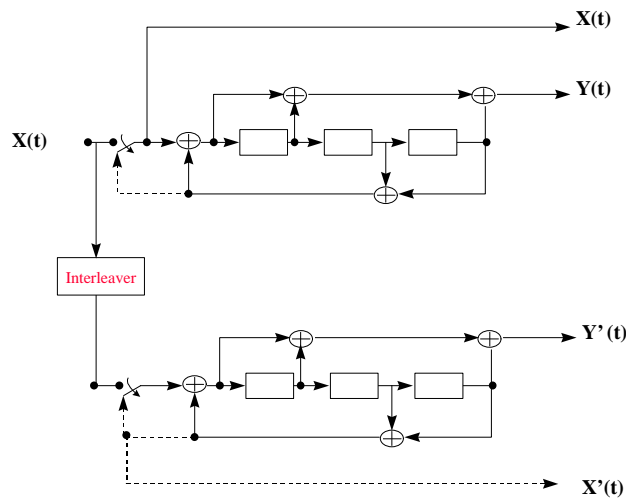 X(t)
Y(t)
X(t)
Interleaver
Y’(t)
X’(t)